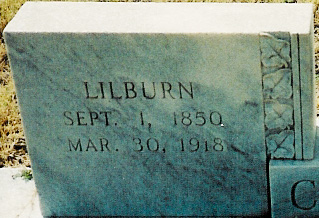 LILBURN
SEPT. 1, 1850
MAR. 30, 1918
C